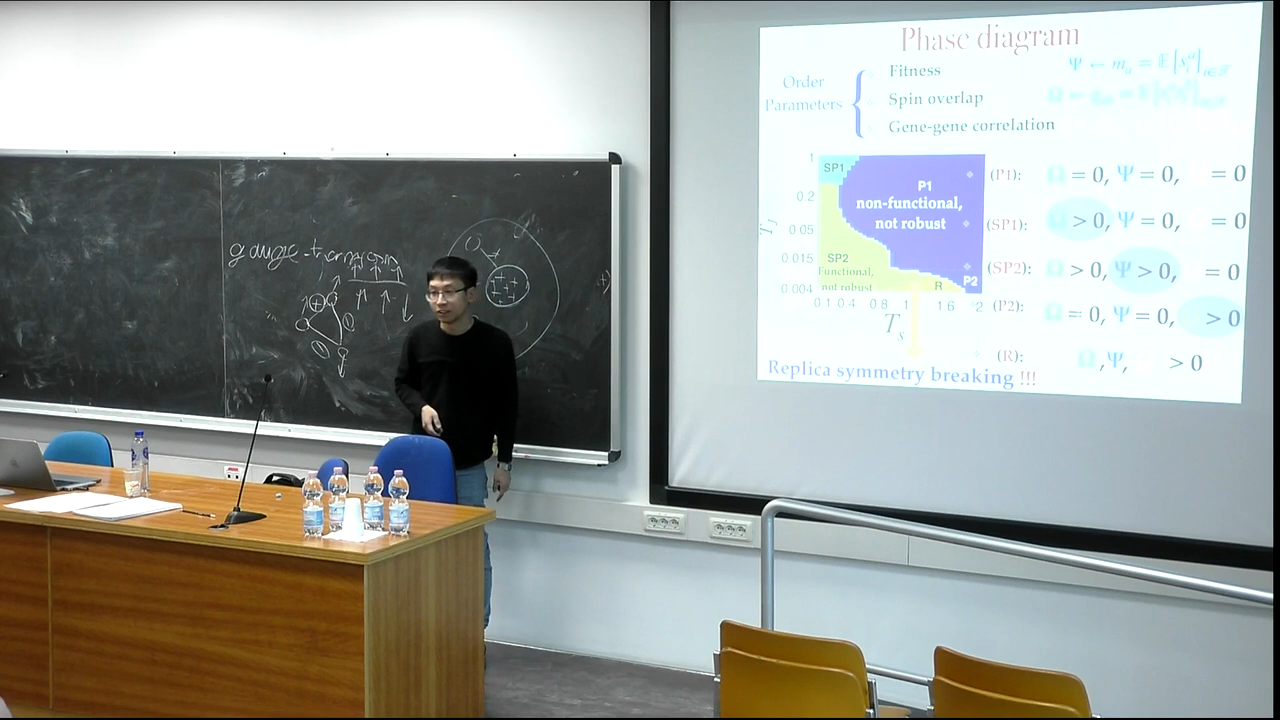 Phase diagram
Order
Parameters
Fitness
Spin overlap
Gene-gene correlation
Ψ ← m
1
0.2
0.05
0.015
0.004
T_J
SP1
P1
non-functional,
not robust
SP2
Functional,
not robust
R
P2
0.1 0.4 0.8 1.6 2
T_s
(P1): Ω = 0, Ψ = 0, = 0
(SP1): Ω > 0, Ψ = 0, = 0
(SP2): Ω > 0, Ψ > 0, = 0
(P2): Ω = 0, Ψ = 0, > 0
(R): Ω, Ψ, > 0
Replica symmetry breaking !!!
gauge-